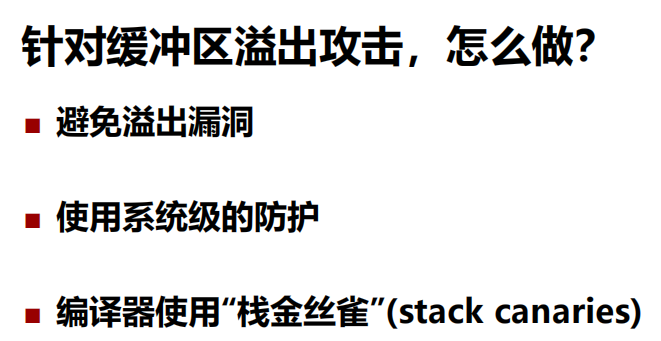 针对缓冲区溢出攻击，怎么做？
■ 避免溢出漏洞
■ 使用系统级的防护
■ 编译器使用“栈金丝雀”(stack canaries)